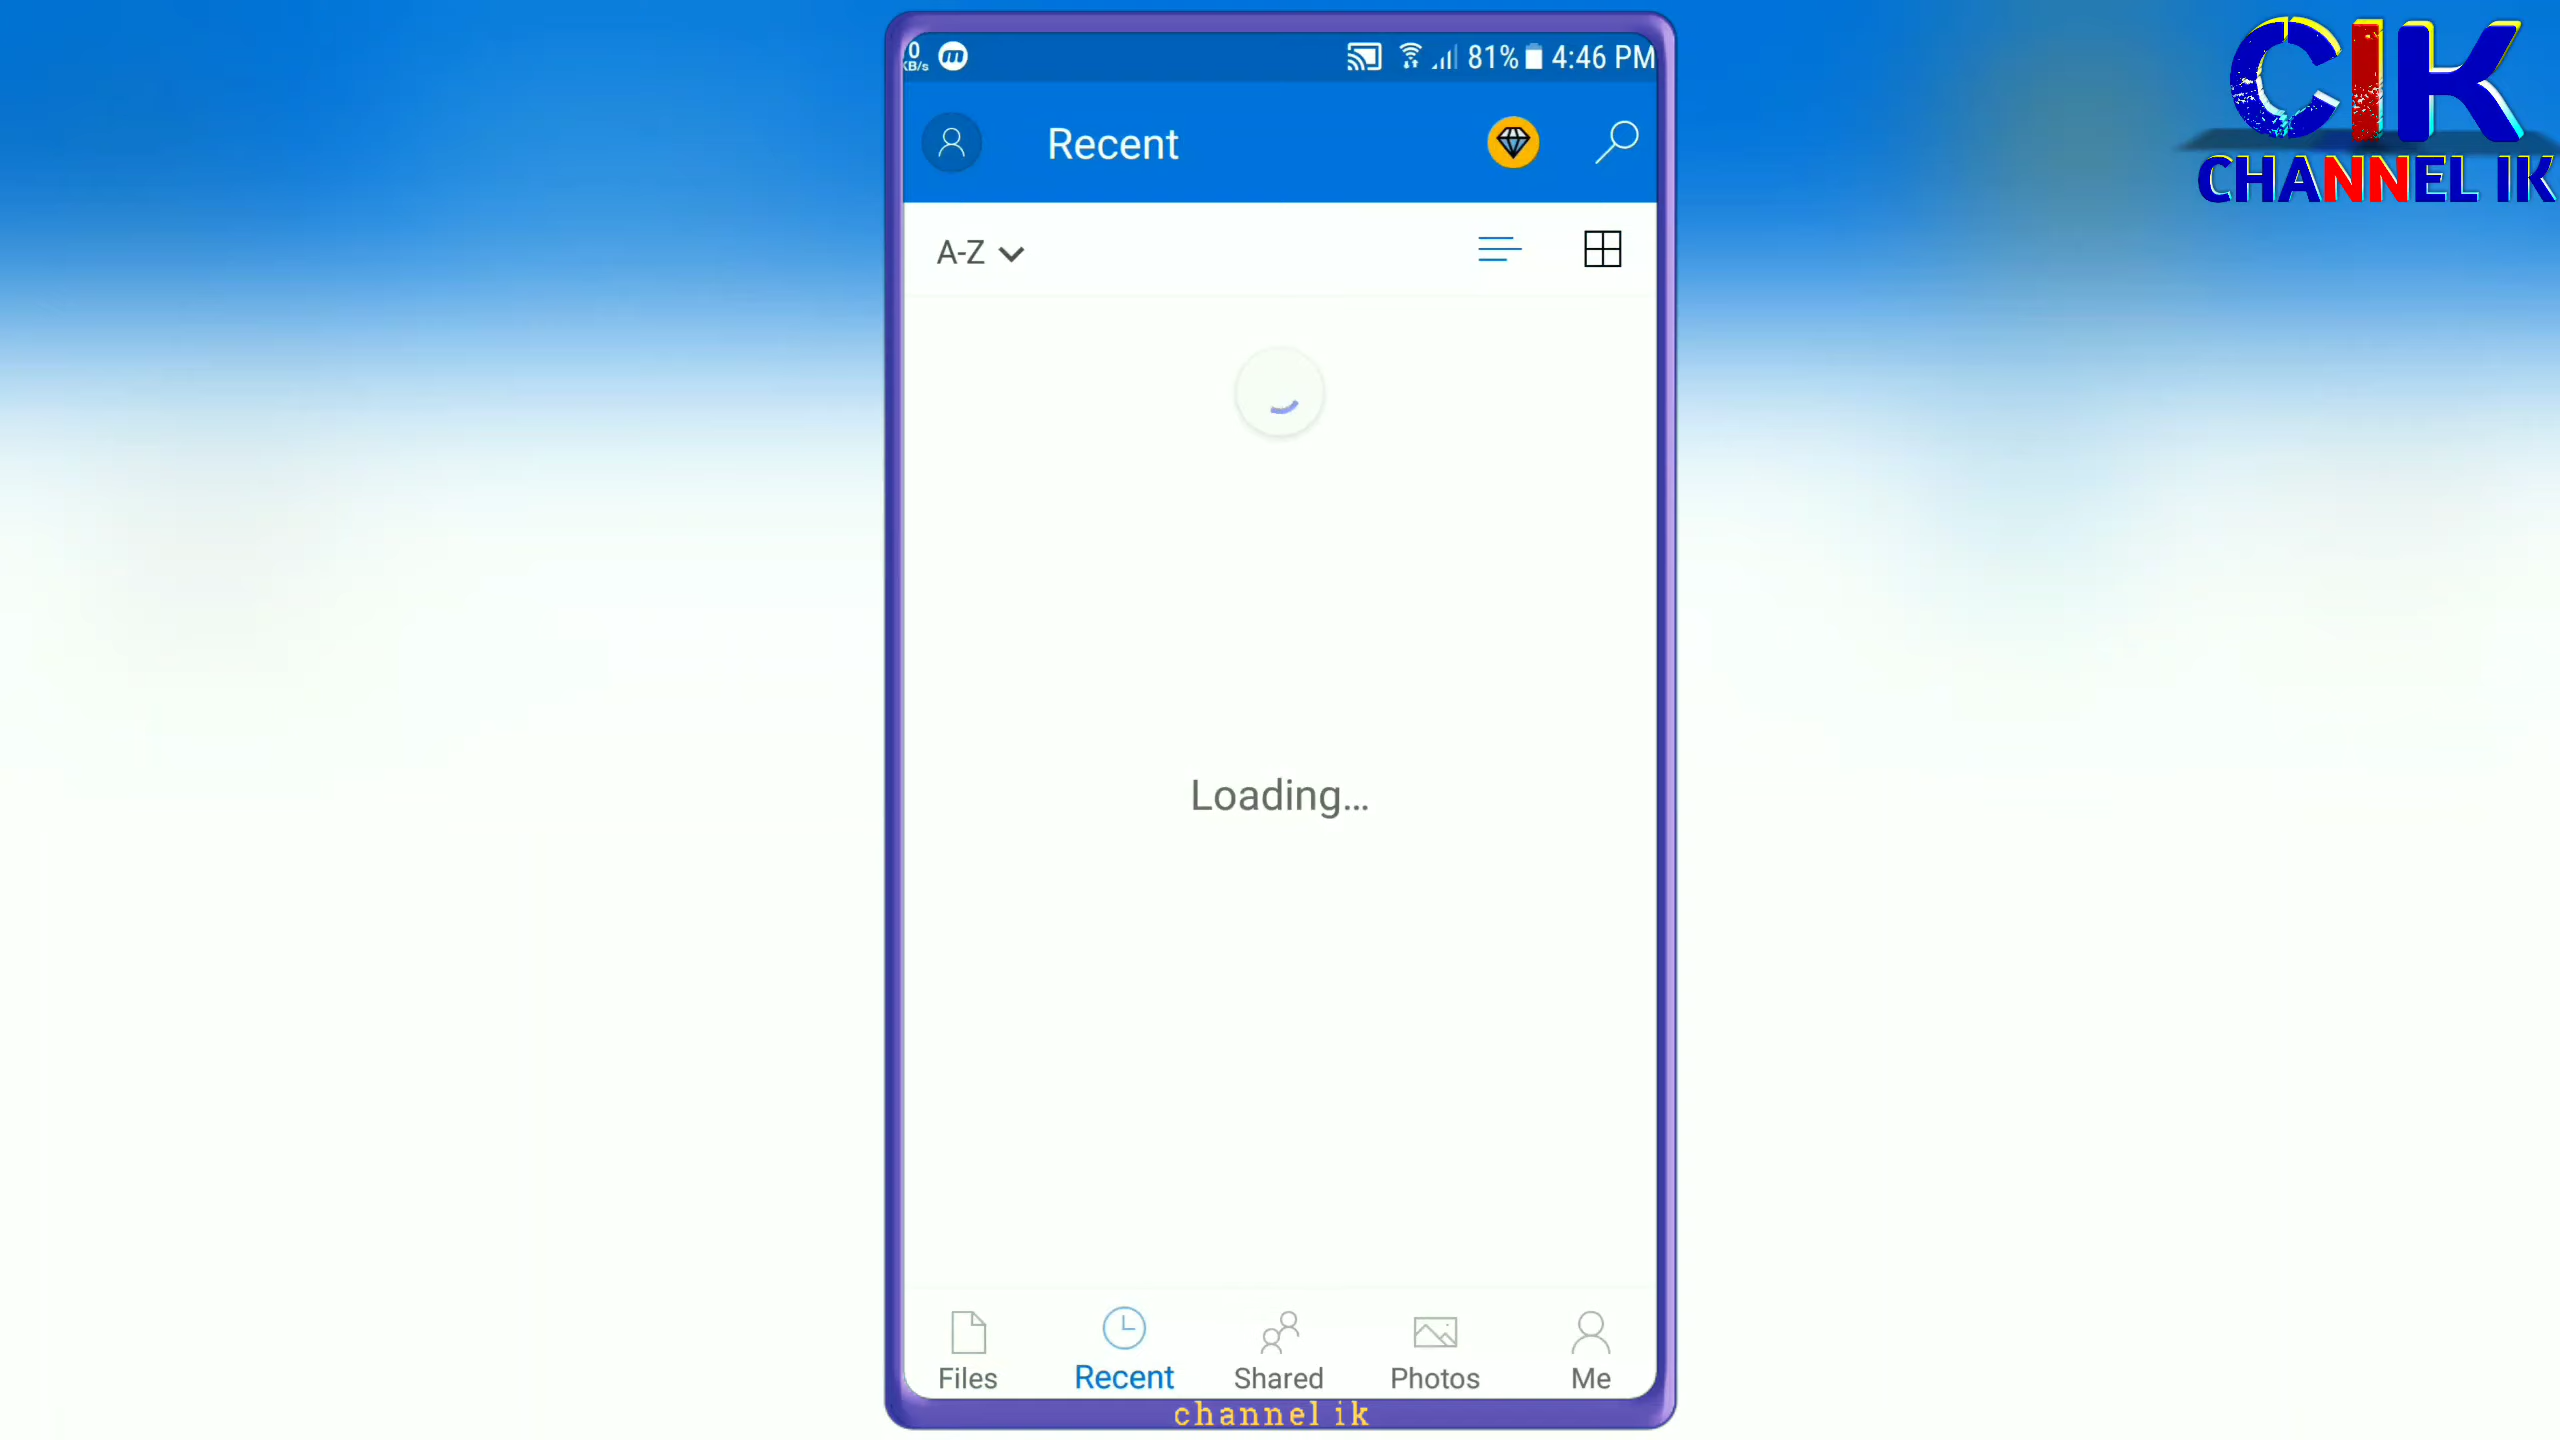 0
KB/s
81% 4:46 PM
CIK
CHANNEL IK
Recent
A-Z
Loading...
Files
Recent
Shared
Photos
Me
channel ik